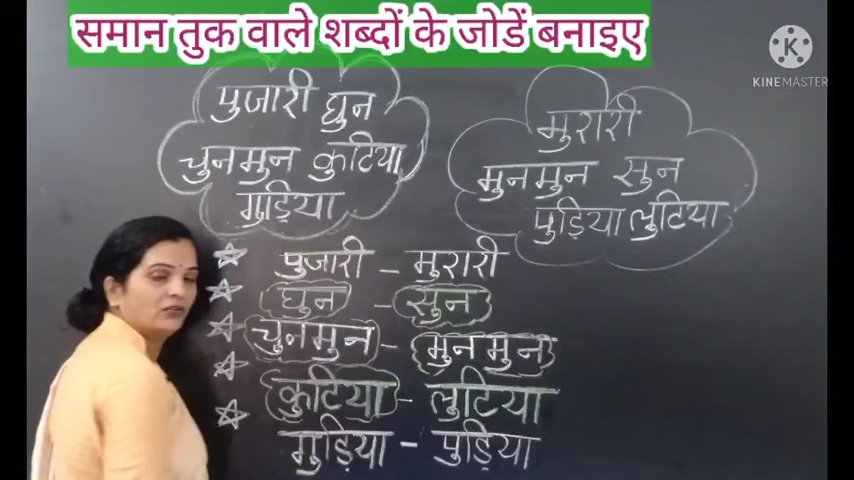 समान तुक वाले शब्दों के जोडें बनाइए
K
KINEMASTER
पुजारी घुन
चुनमुन कुटिया
गुड़िया
मुरारी
मुनमुन सुन
पुड़िया लुटिया
पुजारी - मुरारी
घुन - सुन
चुनमुन - मुनमुन
कुटिया - लुटिया
गुड़िया - पुड़िया